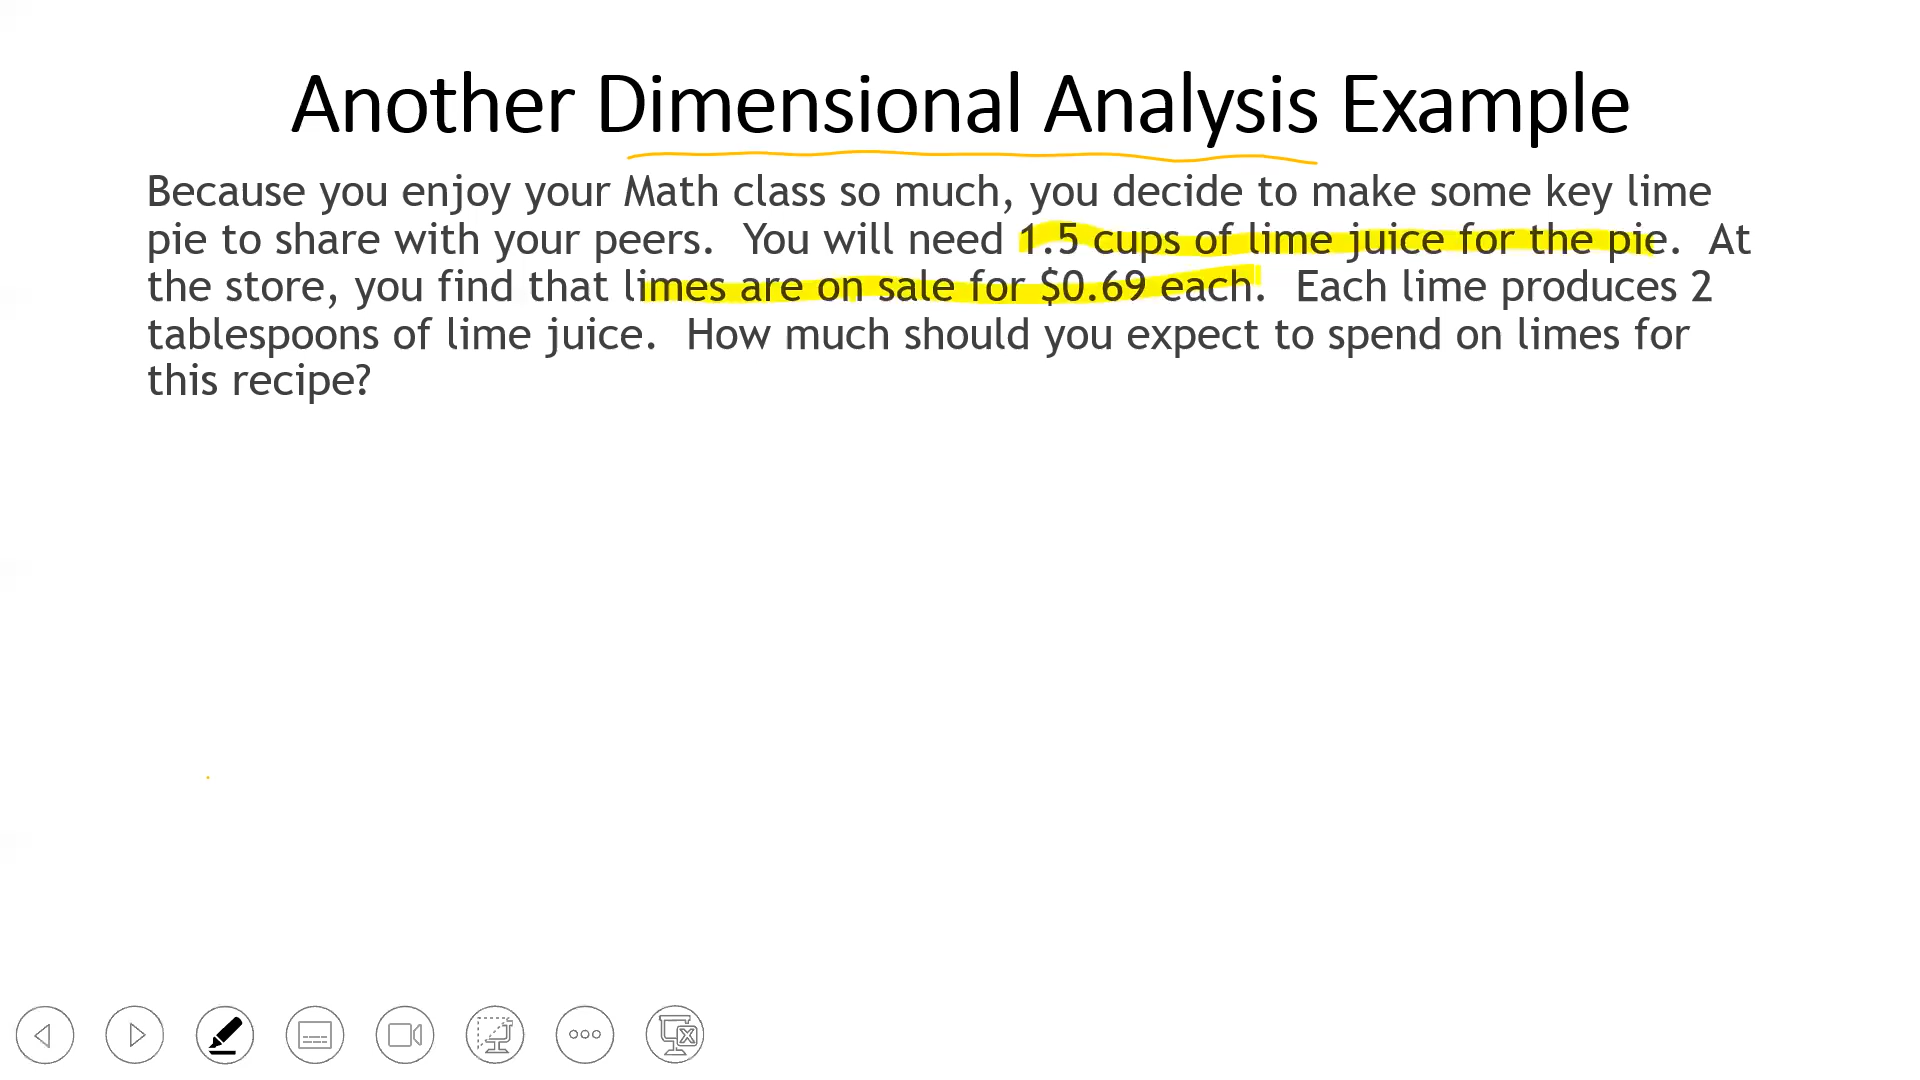 Another Dimensional Analysis Example
Because you enjoy your Math class so much, you decide to make some key lime
pie to share with your peers.  You will need 1.5 cups of lime juice for the pie.  At
the store, you find that limes are on sale for $0.69 each.  Each lime produces 2
tablespoons of lime juice.  How much should you expect to spend on limes for
this recipe?